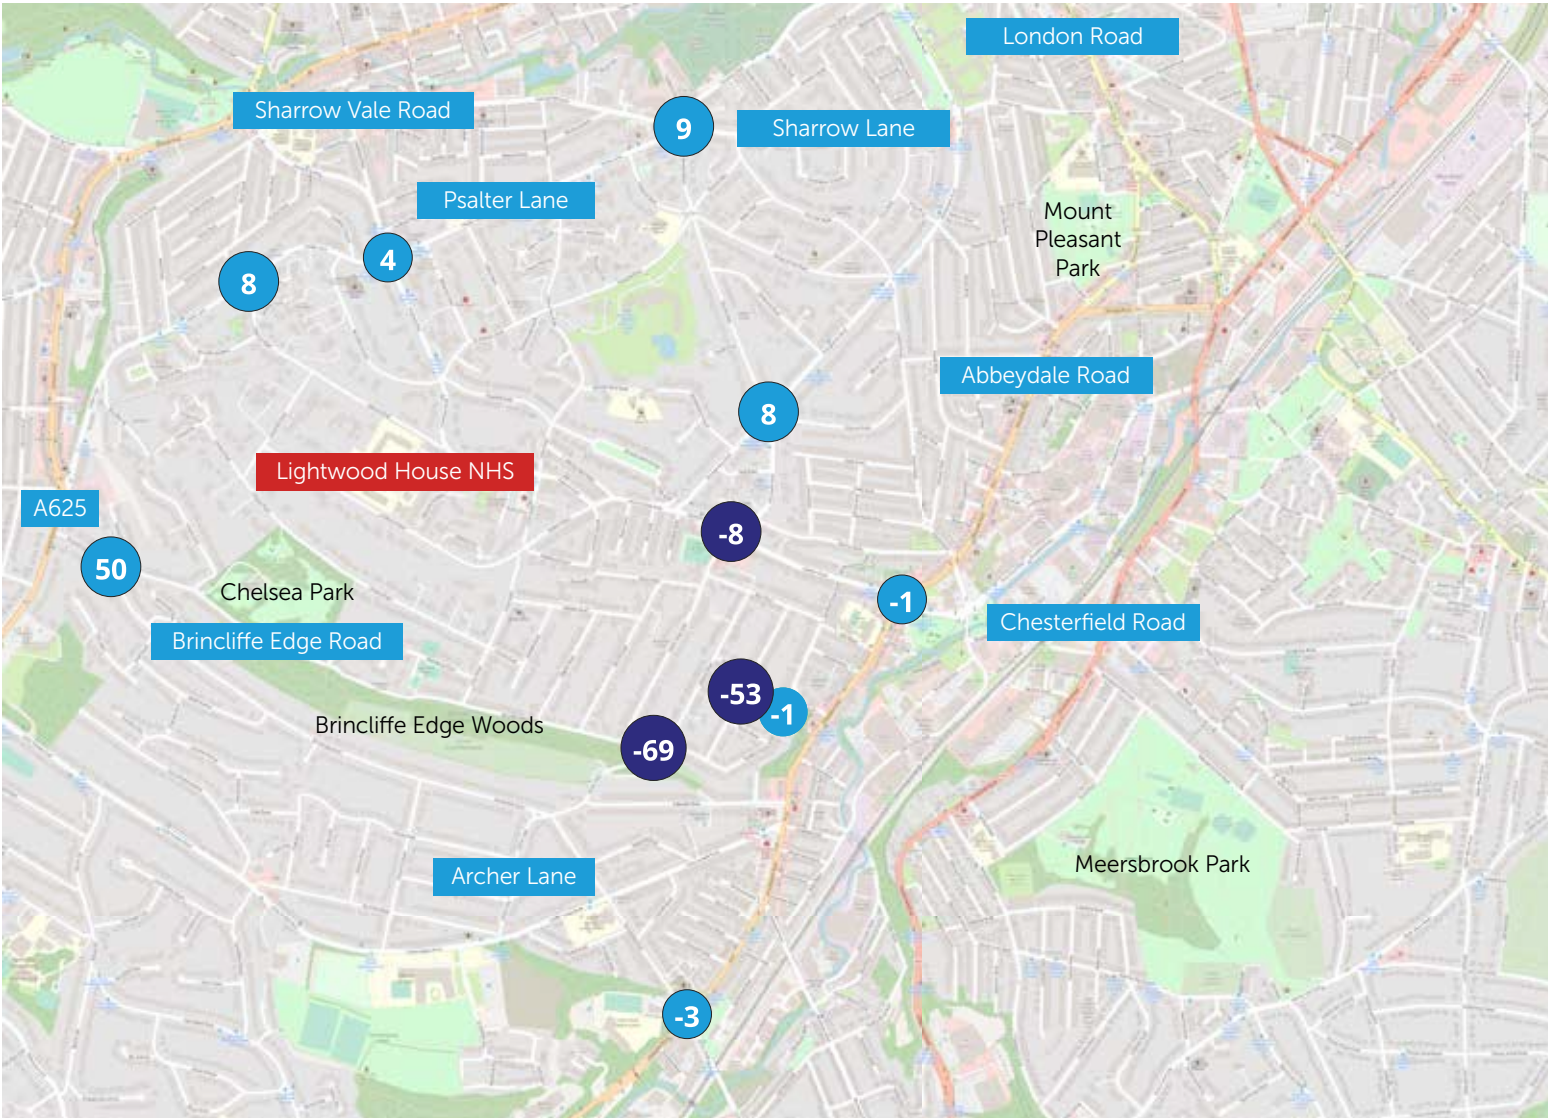 London Road
Sharrow Vale Road
9
Sharrow Lane
Psalter Lane
Mount
Pleasant
Park
4
8
Abbeydale Road
8
Lightwood House NHS
A625
-8
50
Chelsea Park
-1
Chesterfield Road
Brincliffe Edge Road
-53
-1
Brincliffe Edge Woods
-69
Meersbrook Park
Archer Lane
-3